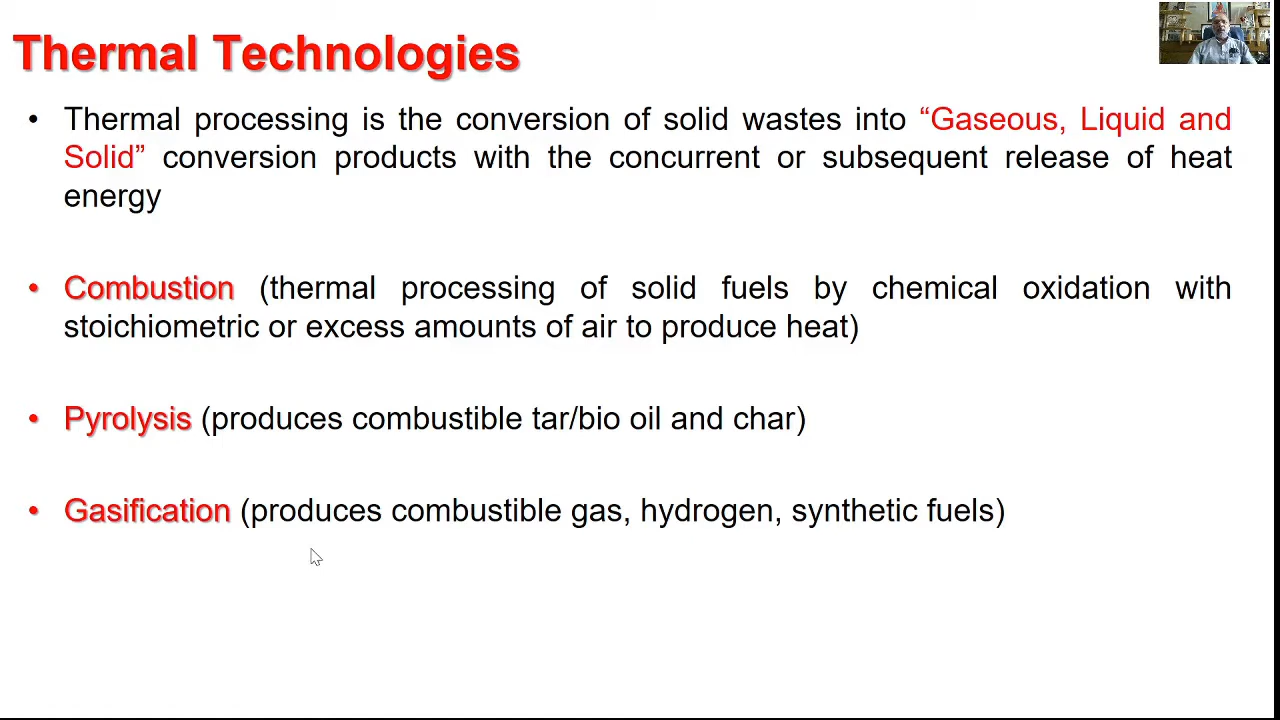 Thermal Technologies
• Thermal processing is the conversion of solid wastes into “Gaseous, Liquid and
Solid” conversion products with the concurrent or subsequent release of heat
energy
• Combustion (thermal processing of solid fuels by chemical oxidation with
stoichiometric or excess amounts of air to produce heat)
• Pyrolysis (produces combustible tar/bio oil and char)
• Gasification (produces combustible gas, hydrogen, synthetic fuels)